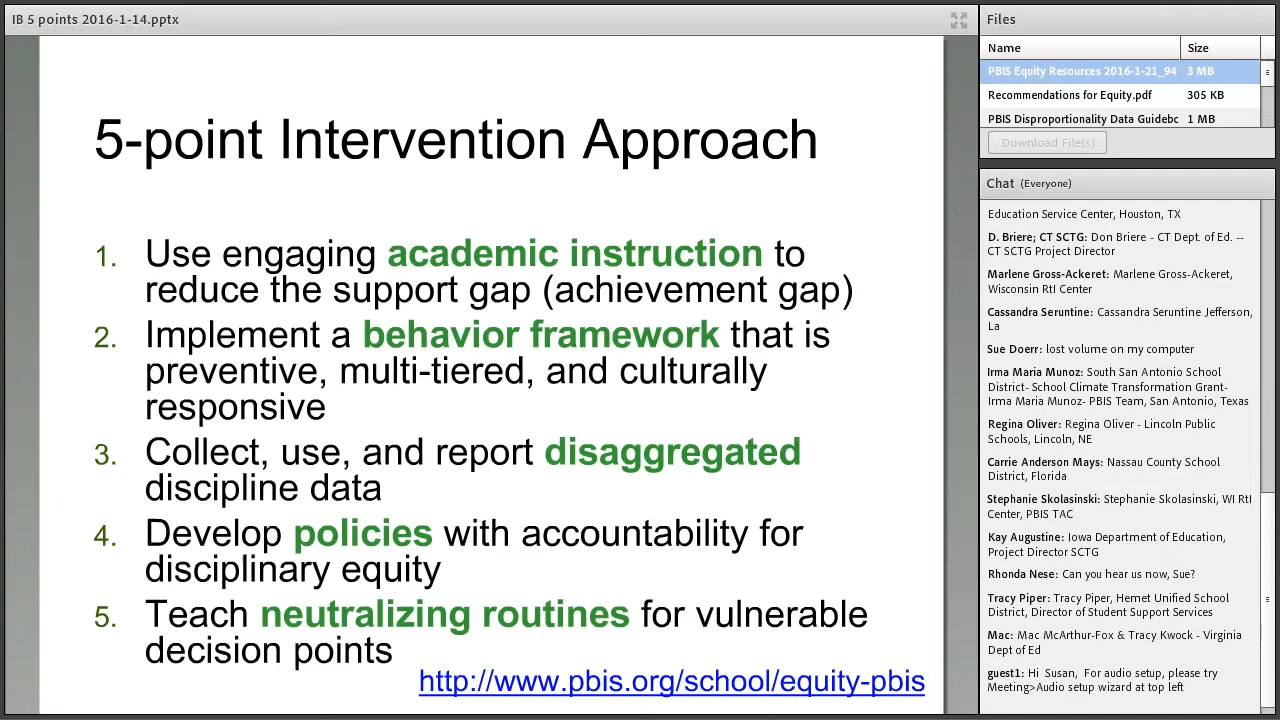 IB 5 points 2016-1-14.pptx
5-point Intervention Approach
1. Use engaging academic instruction to
reduce the support gap (achievement gap)
2. Implement a behavior framework that is
preventive, multi-tiered, and culturally
responsive
3. Collect, use, and report disaggregated
discipline data
4. Develop policies with accountability for
disciplinary equity
5. Teach neutralizing routines for vulnerable
decision points
http://www.pbis.org/school/equity-pbis
Files
Name Size
PBIS Equity Resources 2016-1-21_94 3 MB
Recommendations for Equity.pdf 305 KB
PBIS Disproportionality Data Guidebc 1 MB
Download File(s)
Chat (Everyone)
Education Service Center, Houston, TX
D. Briere; CT SCTG: Don Briere - CT Dept. of Ed. --
CT SCTG Project Director
Marlene Gross-Ackeret: Marlene Gross-Ackeret,
Wisconsin RtI Center
Cassandra Seruntine: Cassandra Seruntine Jefferson,
La
Sue Doerr: lost volume on my computer
Irma Maria Munoz: South San Antonio School
District- School Climate Transformation Grant-
Irma Maria Munoz- PBIS Team, San Antonio, Texas
Regina Oliver: Regina Oliver - Lincoln Public
Schools, Lincoln, NE
Carrie Anderson Mays: Nassau County School
District, Florida
Stephanie Skolasinski: Stephanie Skolasinski, WI RtI
Center, PBIS TAC
Kay Augustine: Iowa Department of Education,
Project Director SCTG
Rhonda Nese: Can you hear us now, Sue?
Tracy Piper: Tracy Piper, Hemet Unified School
District, Director of Student Support Services
Mac: Mac McArthur-Fox & Tracy Kwock - Virginia
Dept of Ed
guest1: Hi Susan, For audio setup, please try
Meeting>Audio setup wizard at top left